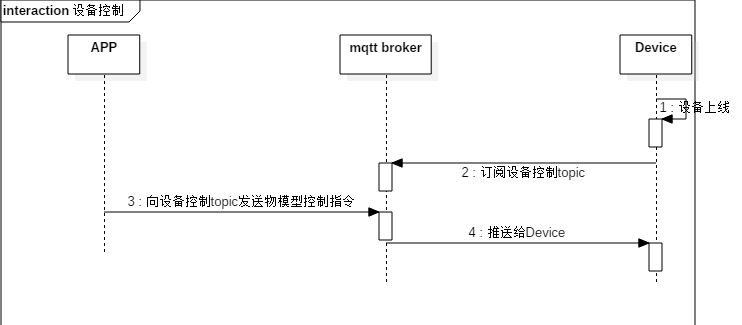 interaction 设备控制
APP
mqtt broker
Device
1 : 设备上线
2 : 订阅设备控制topic
3 : 向设备控制topic发送物模型控制指令
4 : 推送给Device